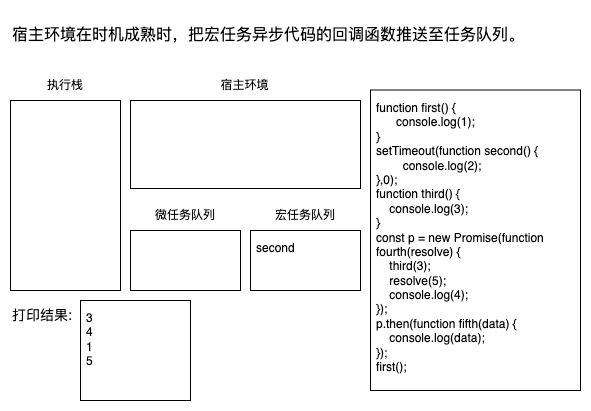 宿主环境在时机成熟时，把宏任务异步代码的回调函数推送至任务队列。
执行栈
宿主环境
微任务队列
宏任务队列
second
打印结果:
3
4
1
5
function first() {
console.log(1);
}
setTimeout(function second() {
console.log(2);
},0);
function third() {
console.log(3);
}
const p = new Promise(function
fourth(resolve) {
third(3);
resolve(5);
console.log(4);
});
p.then(function fifth(data) {
console.log(data);
});
first();